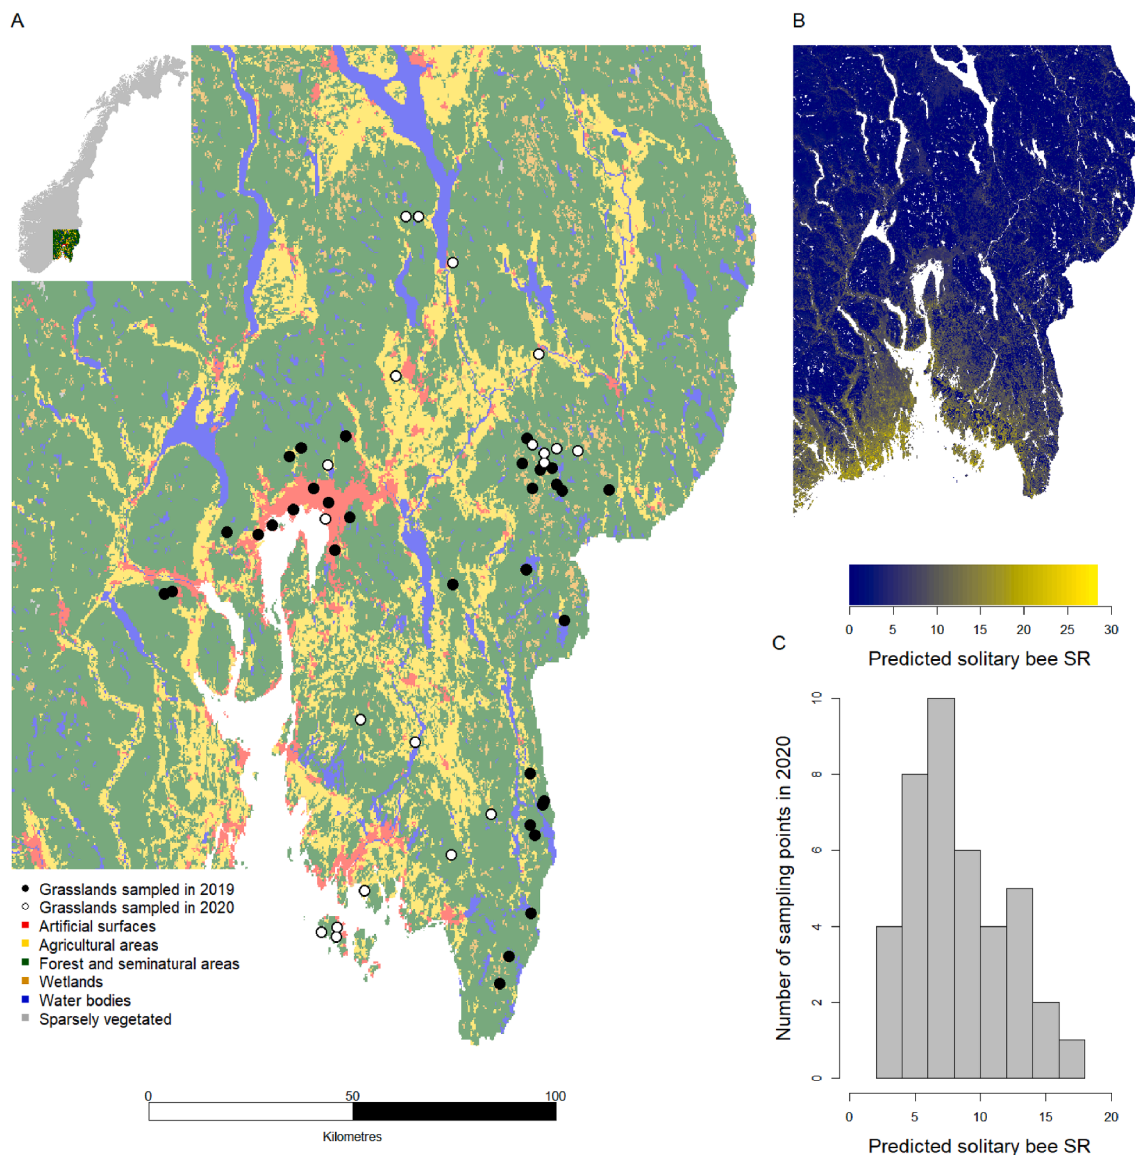 A
B
0 5 10 15 20 25 30
Predicted solitary bee SR
C
Number of sampling points in 2020
10
8
6
4
2
0
0 5 10 15 20
Predicted solitary bee SR
Grasslands sampled in 2019
Grasslands sampled in 2020
Artificial surfaces
Agricultural areas
Forest and seminatural areas
Wetlands
Water bodies
Sparsely vegetated
0 50 100
Kilometres